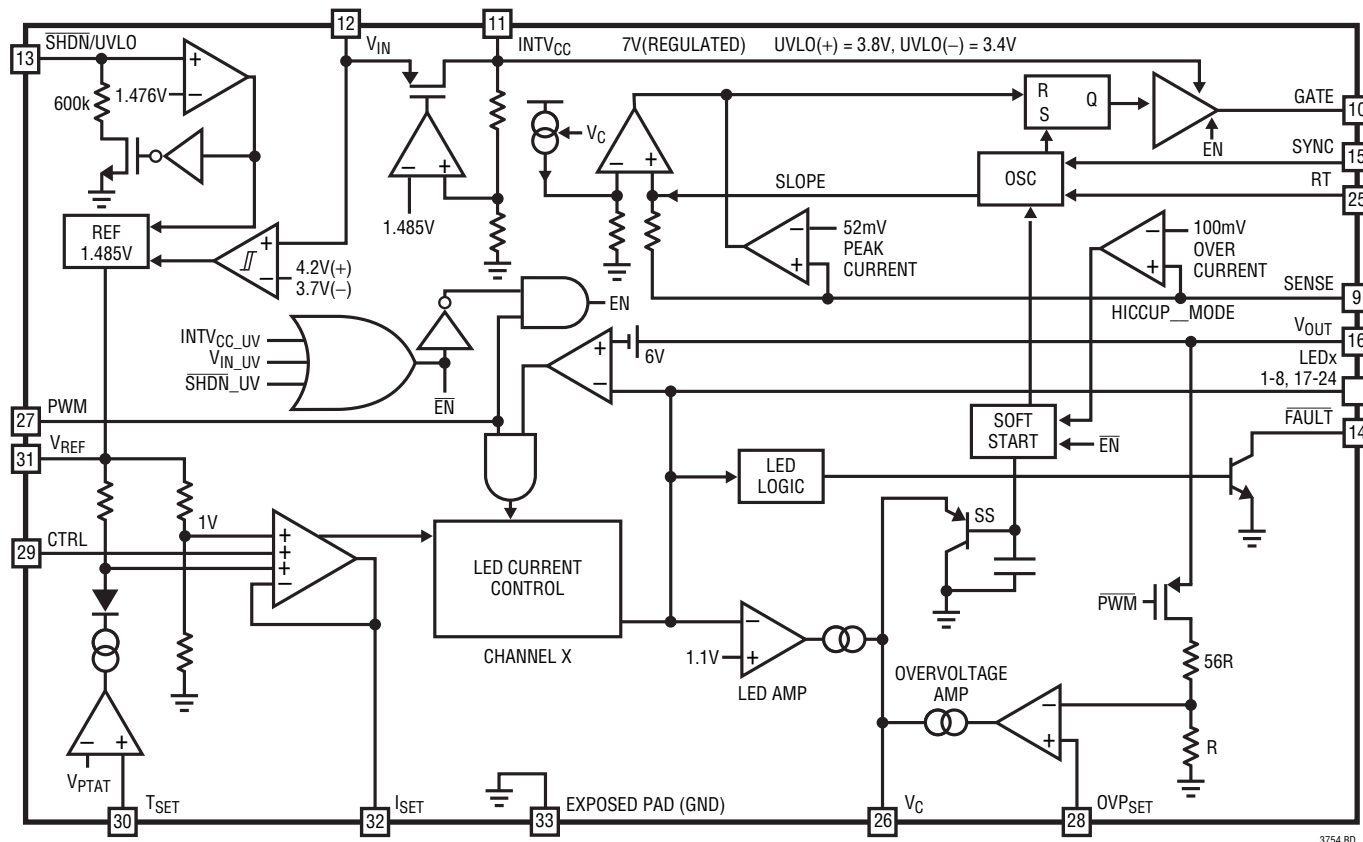 12
11
13
SHDN/UVLO
VIN
INTVCC
7V(REGULATED)
UVLO(+) = 3.8V, UVLO(−) = 3.4V
+
−
1.476V
600k
VC
R
S
Q
GATE
10
EN
SYNC
15
OSC
RT
25
SLOPE
− +
− +
1.485V
REF
1.485V
+
−
4.2V(+)
3.7V(−)
−
+
52mV
PEAK
CURRENT
−
+
100mV
OVER
CURRENT
SENSE
9
HICCUP__MODE
EN
INTVCC_UV
VIN_UV
SHDN_UV
EN
+
−
6V
VOUT
16
LEDx
1-8, 17-24
PWM
27
VREF
31
SOFT
START
EN
FAULT
14
LED
LOGIC
SS
1V
CTRL
29
+
+
+
−
LED CURRENT
CONTROL
CHANNEL X
−
+
1.1V
LED AMP
PWM
56R
OVERVOLTAGE
AMP
−
+
R
− +
VPTAT
TSET
30
ISET
32
EXPOSED PAD (GND)
33
VC
26
OVPSET
28
3754 BD